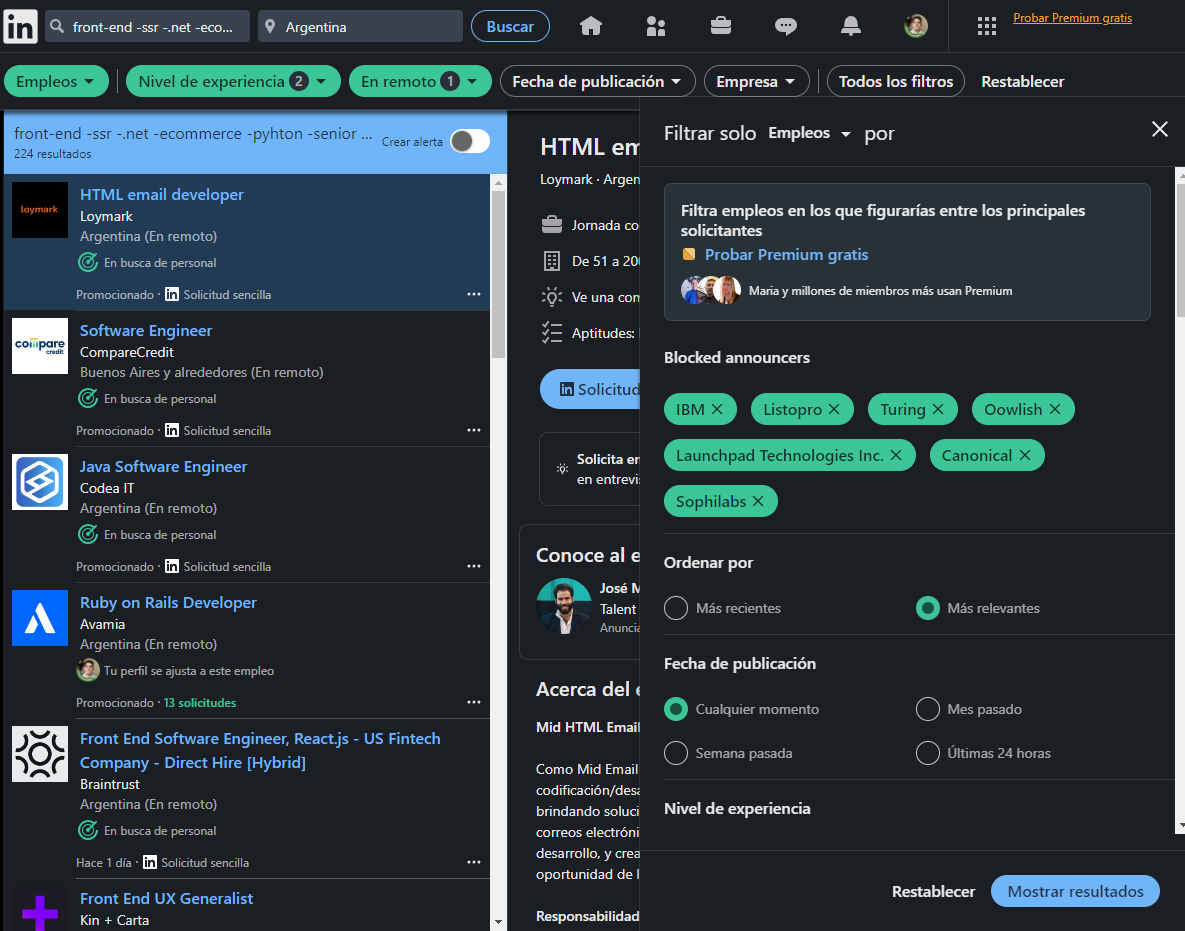 in
front-end -ssr -.net -eco...
Argentina
Buscar
Probar Premium gratis
Empleos
Nivel de experiencia 2
En remoto 1
Fecha de publicación
Empresa
Todos los filtros
Restablecer
front-end -ssr -.net -ecommerce -pyhton -senior ...
224 resultados
Crear alerta
loymark
HTML email developer
Loymark
Argentina (En remoto)
En busca de personal
Promocionado · in Solicitud sencilla
compare
credit
Software Engineer
CompareCredit
Buenos Aires y alrededores (En remoto)
En busca de personal
Promocionado · in Solicitud sencilla
Java Software Engineer
Codea IT
Argentina (En remoto)
En busca de personal
Promocionado · in Solicitud sencilla
Ruby on Rails Developer
Avamia
Argentina (En remoto)
Tu perfil se ajusta a este empleo
Promocionado · 13 solicitudes
Front End Software Engineer, React.js - US Fintech
Company - Direct Hire [Hybrid]
Braintrust
Argentina (En remoto)
En busca de personal
Hace 1 día · in Solicitud sencilla
Front End UX Generalist
Kin + Carta
HTML em
Loymark · Argen
Jornada co
De 51 a 200
Ve una com
Aptitudes:
in Solicitud
Solicita en
en entrevis
Conoce al e
José M
Talent
Anuncia
Acerca del e
Mid HTML Email
Como Mid Email
codificación/desa
brindando soluci
correos electróni
desarrollo, y crea
oportunidad de l
Responsabilidad
Filtrar solo Empleos por
Filtra empleos en los que figurarías entre los principales
solicitantes
Probar Premium gratis
Maria y millones de miembros más usan Premium
Blocked announcers
IBM
Listopro
Turing
Oowlish
Launchpad Technologies Inc.
Canonical
Sophilabs
Ordenar por
Más recientes
Más relevantes
Fecha de publicación
Cualquier momento
Mes pasado
Semana pasada
Últimas 24 horas
Nivel de experiencia
Restablecer
Mostrar resultados